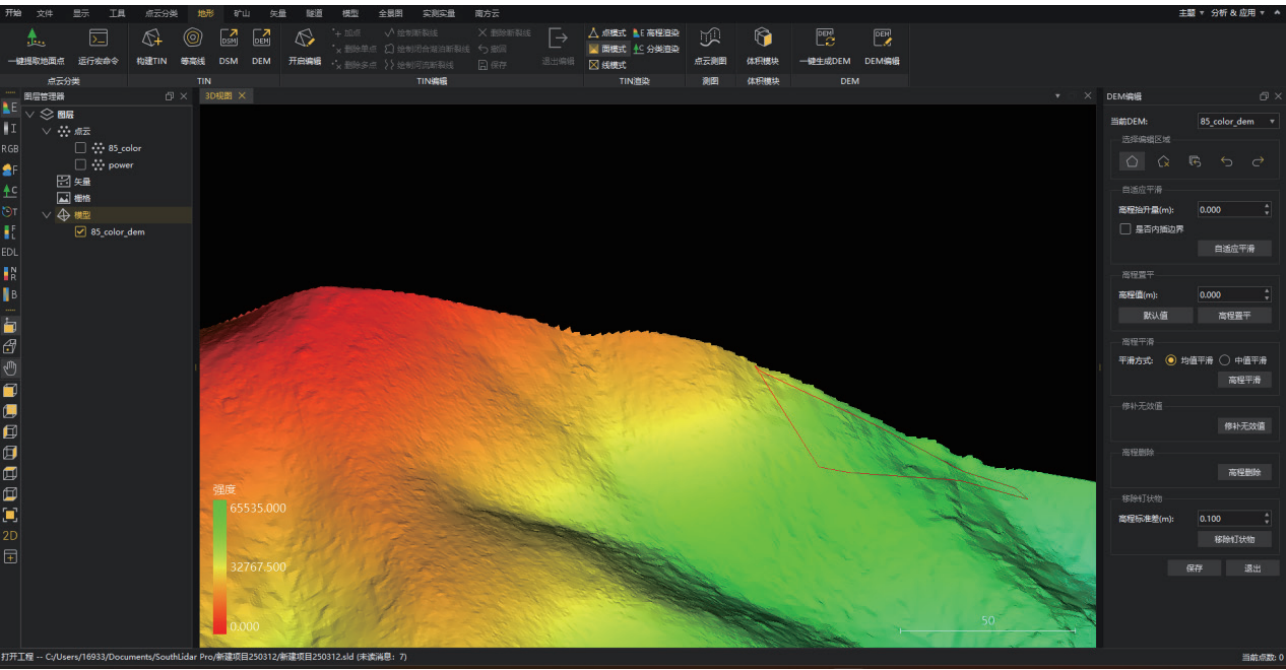 开始 文件 显示 工具 点云分类 地形 矿山 矢量 隧道 模型 全景图 实测实量 南方云 主题 分析 & 应用
加点 绘制断裂线 删除断裂线 点模式 E 高程渲染
删除单点 绘制闭合凝泊断裂线 撤回 面模式 C 分类渲染
删除多点 绘制河流断裂线 保存 线模式
一键提取地面点 运行宏命令 构建TIN 等高线 DSM DEM 开启编辑 退出编辑 点云测图 体积模块 一键生成DEM DEM编辑
点云分类 TIN TIN编辑 TIN渲染 测图 体积模块 DEM
图层管理器
图层
点云
85_color
power
矢量
栅格
模型
85_color_dem
E
I
RGB
F
C
T
F L
EDL
N R
B
2D
3D视图
强度
65535.000
32767.500
0.000
50
DEM编辑
当前DEM: 85_color_dem
选择编辑区域
自适应平滑
高程抬升量(m): 0.000
是否内插边界
自适应平滑
高程置平
高程值(m): 0.000
默认值 高程置平
高程平滑
平滑方式: 均值平滑 中值平滑
高程平滑
修补无效值
修补无效值
高程删除
高程删除
移除钉状物
高程标准差(m): 0.100
移除钉状物
保存 退出
打开工程 -- C:/Users/16933/Documents/SouthLidar Pro/新建项目250312/新建项目250312.sld (未读消息: 7) 当前点数: 0